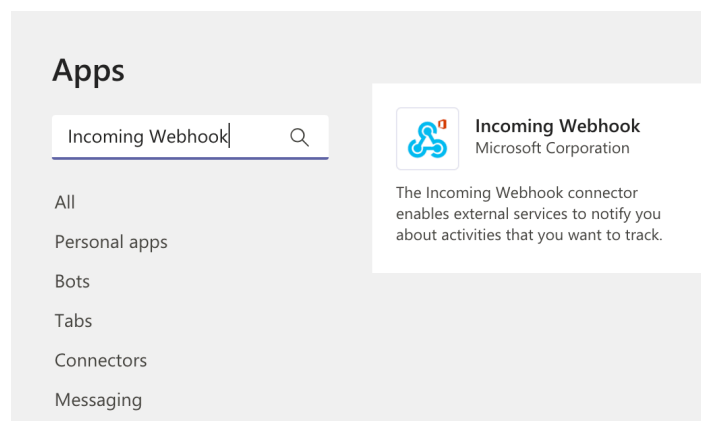 Apps
Incoming Webhook
All
Personal apps
Bots
Tabs
Connectors
Messaging
Incoming Webhook
Microsoft Corporation
The Incoming Webhook connector
enables external services to notify you
about activities that you want to track.